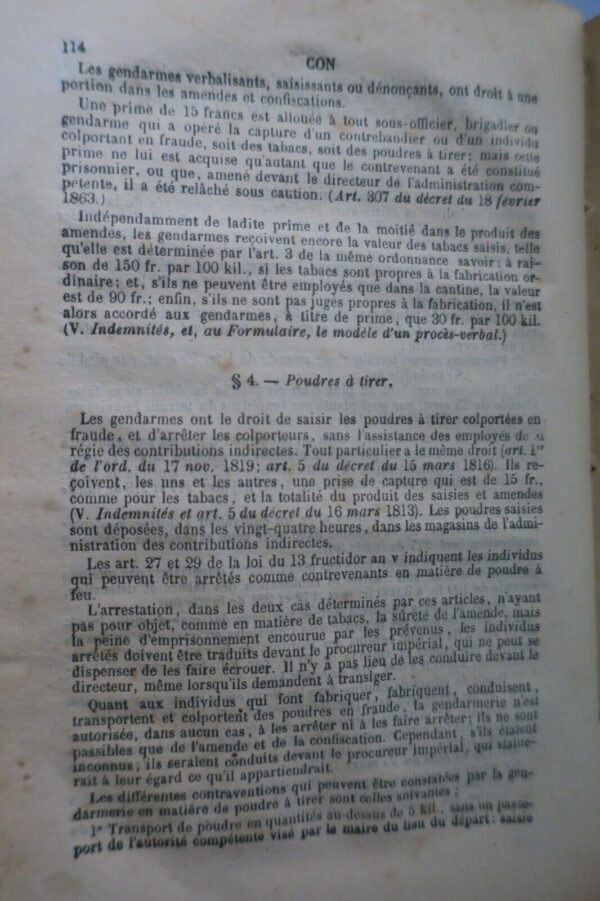 114
CON
Les gendarmes verbalisants, saisissants ou dénonçants, ont droit à une
portion dans les amendes et confiscations.
Une prime de 15 francs est allouée à tout sous-officier, brigadier ou
gendarme qui a opéré la capture d'un contrebandier ou d'un individu
colportant en fraude, soit des tabacs, soit des poudres à tirer; mais cette
prime ne lui est acquise qu'autant que le contrevenant a été constitué
prisonnier, ou que, amené devant le directeur de l'administration com-
pétente, il a été relâché sous caution. (Art. 307 du décret du 18 février
1863.)
Indépendamment de ladite prime et de la moitié dans le produit des
amendes, les gendarmes reçoivent encore la valeur des tabacs saisis, telle
qu'elle est déterminée par l'art. 3 de la même ordonnance savoir: à rai-
son de 150 fr. par 100 kil., si les tabacs sont propres à la fabrication or-
dinaire; et, s'ils ne peuvent être employés que dans la cantine, la valeur
est de 90 fr.; enfin, s'ils ne sont pas juges propres à la fabrication, il n'est
alors accordé aux gendarmes, à titre de prime, que 30 fr. par 100 kil.
(V. Indemnités, et, au Formulaire, le modèle d'un procès-verbal.)
§ 4. — Poudres à tirer.
Les gendarmes ont le droit de saisir les poudres à tirer colportées en
fraude, et d'arrêter les colporteurs, sans l'assistance des employés de
régie des contributions indirectes. Tout particulier a le même droit (art. 1er
de l'ord. du 17 nov. 1819; art. 5 du décret du 15 mars 1816). Ils re-
çoivent, les uns et les autres, une prise de capture qui est de 15 fr.,
comme pour les tabacs, et la totalité du produit des saisies et amendes
(V. Indemnités et art. 5 du décret du 16 mars 1813). Les poudres saisies
sont déposées, dans les vingt-quatre heures, dans les magasins de l'admi-
nistration des contributions indirectes.
Les art. 27 et 29 de la loi du 13 fructidor an v indiquent les individus
qui peuvent être arrêtés comme contrevenants en matière de poudre à
feu.
L'arrestation, dans les deux cas déterminés par ces articles, n'ayant
pas pour objet, comme en matière de tabacs, la sûreté de l'amende, mais
la peine d'emprisonnement encourue par les prévenus, les individus
arrêtés doivent être traduits devant le procureur impérial, qui ne peut se
dispenser de les faire écrouer. Il n'y a pas lieu de les conduire devant le
directeur, même lorsqu'ils demandent à transiger.
Quant aux individus qui font fabriquer, fabriquent, conduisent,
transportent et colportent des poudres en fraude, la gendarmerie n'est
autorisée, dans aucun cas, à les arrêter ni à les faire arrêter; ils ne sont
passibles que de l'amende et de la confiscation. Cependant, s'ils étaient
inconnus, ils seraient conduits devant le procureur impérial, qui statue-
rait à leur égard ce qu'il appartiendrait.
Les différentes contraventions qui peuvent être constatées par la gen-
darmerie en matière de poudre à tirer sont celles suivantes:
1° Transport de poudre en quantités au-dessus de 5 kil., sans un passe-
port de l'autorité compétente visé par le maire du lieu du départ: saisie